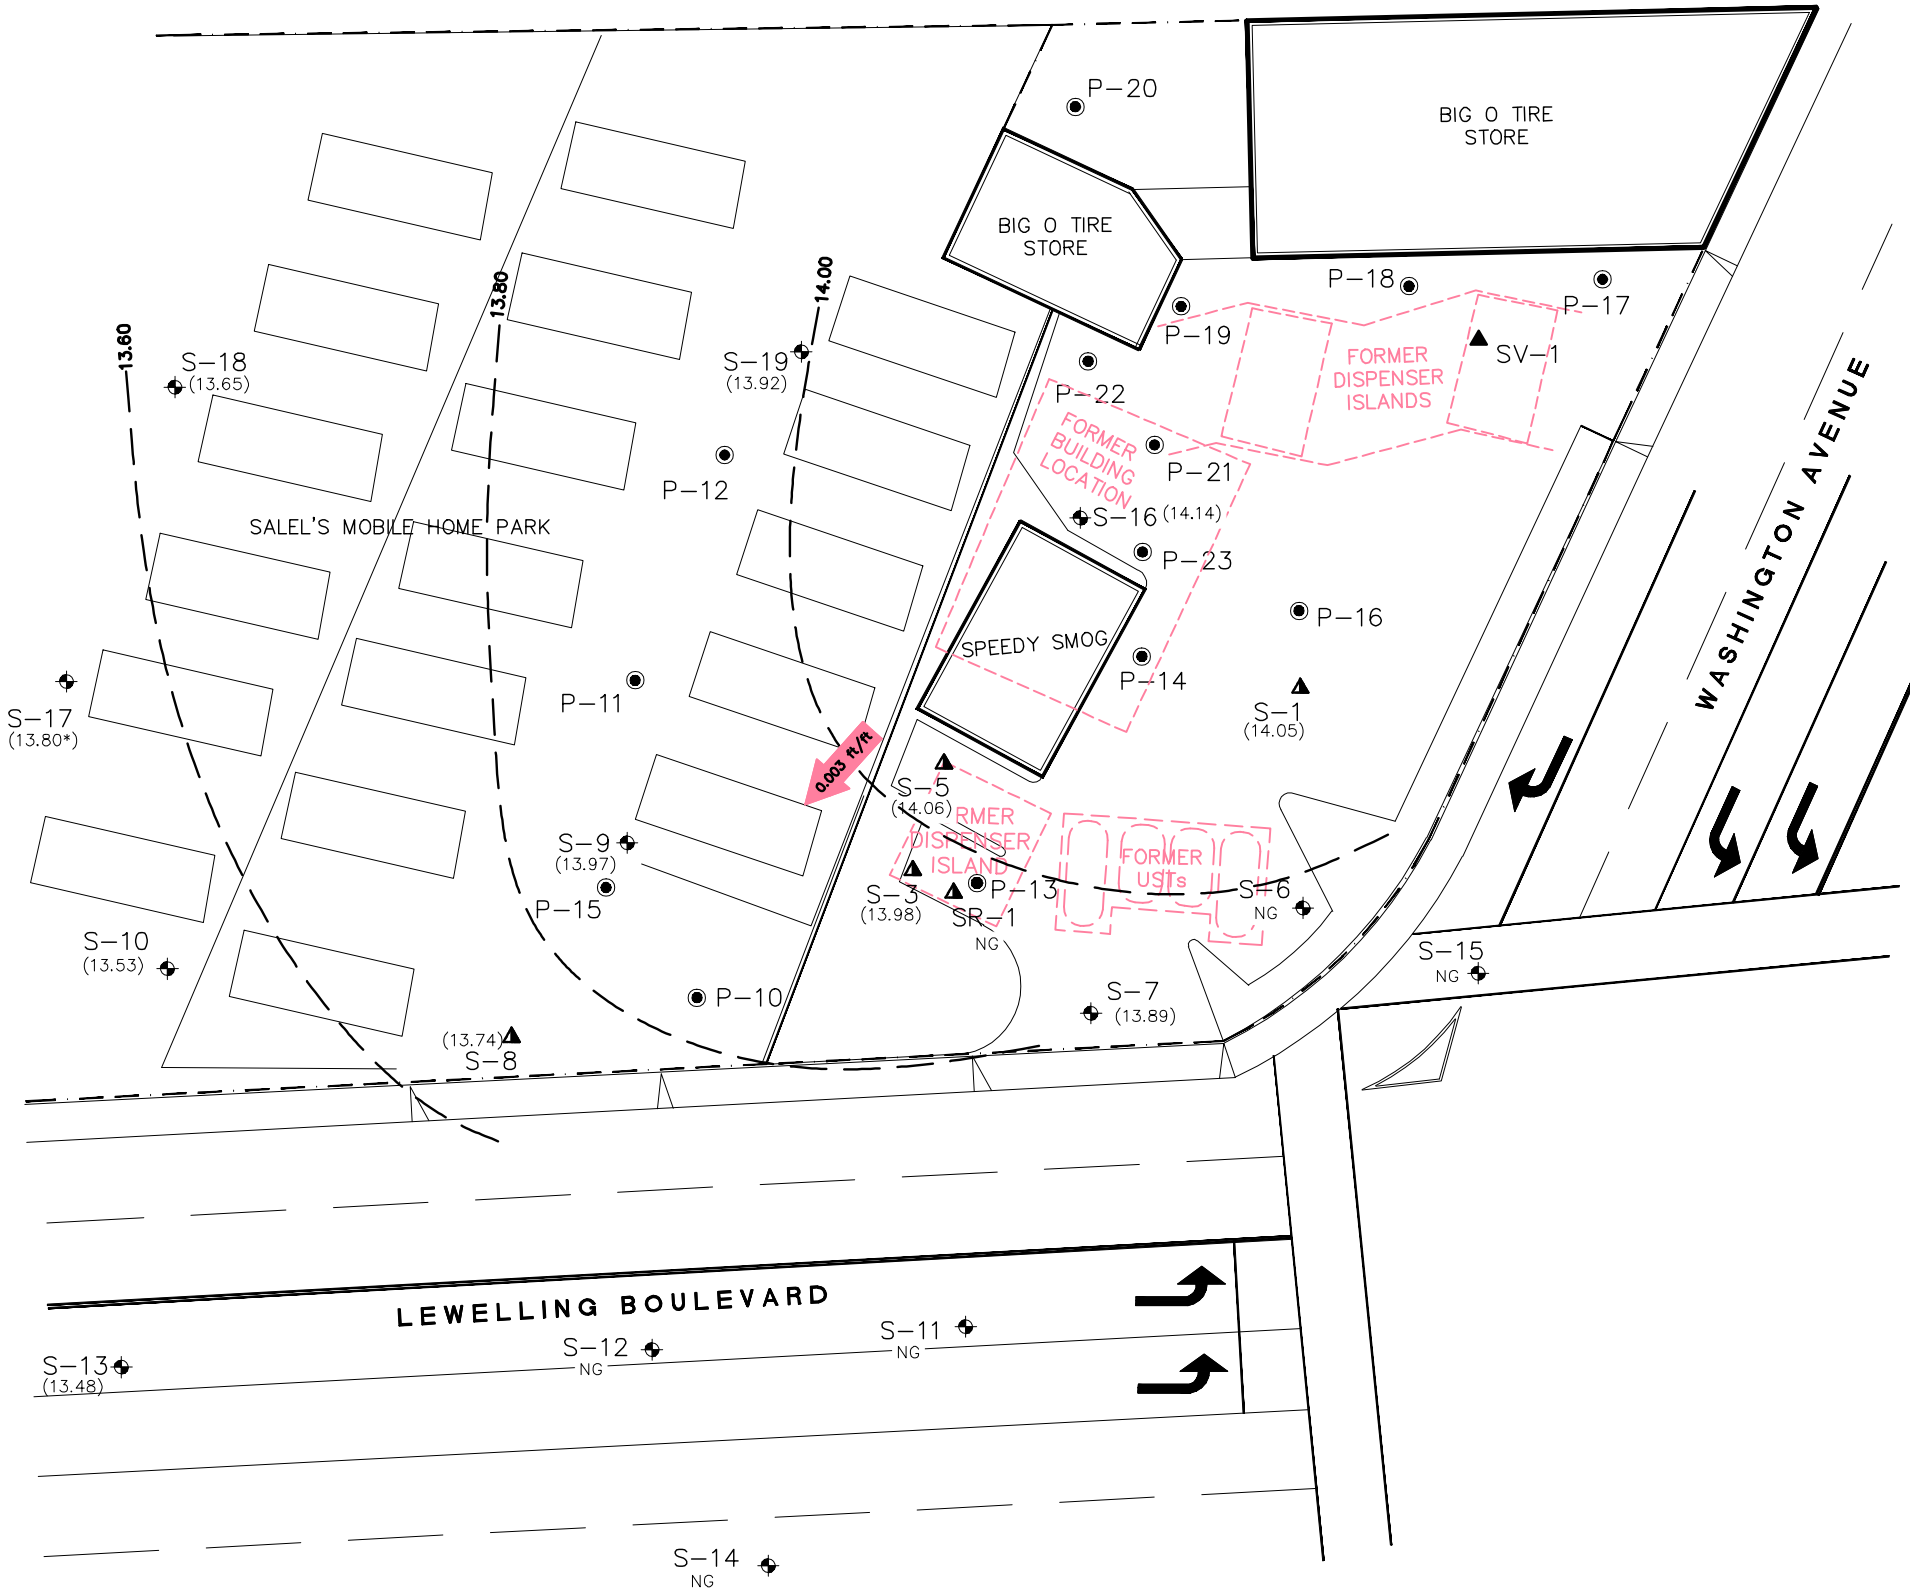 P-20
BIG O TIRE
STORE
BIG O TIRE
STORE
14.00
13.80
13.60
P-18
P-17
P-19
SV-1
FORMER
DISPENSER
ISLANDS
S-18
(13.65)
S-19
(13.92)
P-22
FORMER
BUILDING
LOCATION
P-21
P-12
S-16 (14.14)
SALEL'S MOBILE HOME PARK
P-23
WASHINGTON AVENUE
P-16
SPEEDY SMOG
P-14
P-11
S-17
(13.80*)
S-1
(14.05)
0.003 ft/ft
S-5
(14.06)
RMER
DISPENSER
ISLAND
FORMER
USTs
S-9
(13.97)
P-15
S-3
(13.98)
P-13
SR-1
NG
S-6
NG
S-10
(13.53)
S-15
NG
P-10
S-7
(13.89)
(13.74)
S-8
LEWELLING BOULEVARD
S-11
NG
S-12
NG
S-13
(13.48)
S-14
NG